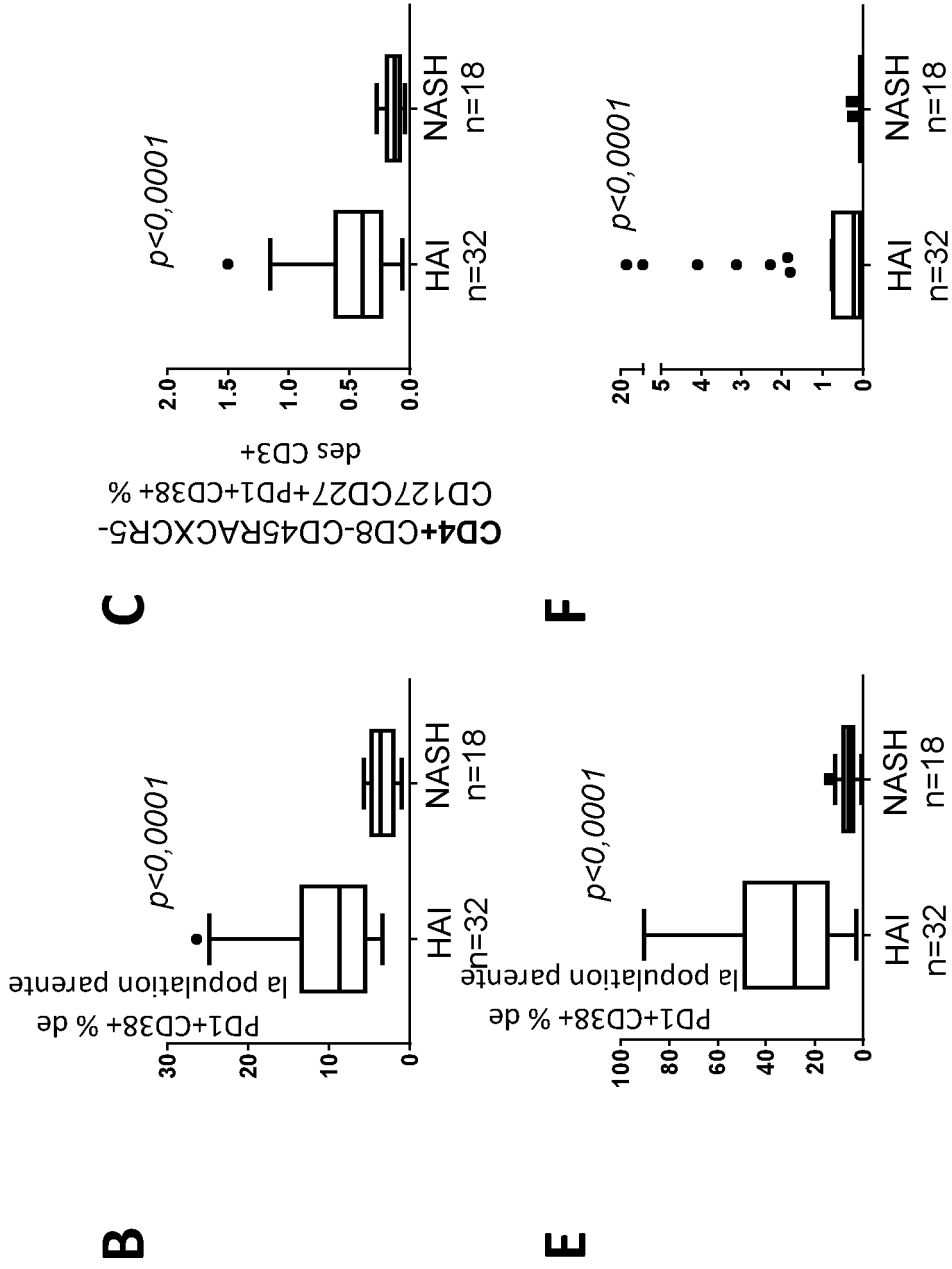 B
PD1+CD38+ % de
la population parente
30
20
10
0
p<0,0001
HAI
n=32
NASH
n=18
C
CD4+CD8-CD45RACXCR5-
CD127CD27+PD1+CD38+ %
des CD3+
2.0
1.5
1.0
0.5
0.0
p<0,0001
HAI
n=32
NASH
n=18
E
PD1+CD38+ % de
la population parente
100
80
60
40
20
0
p<0,0001
HAI
n=32
NASH
n=18
F
20
5
4
3
2
1
0
p<0,0001
HAI
n=32
NASH
n=18